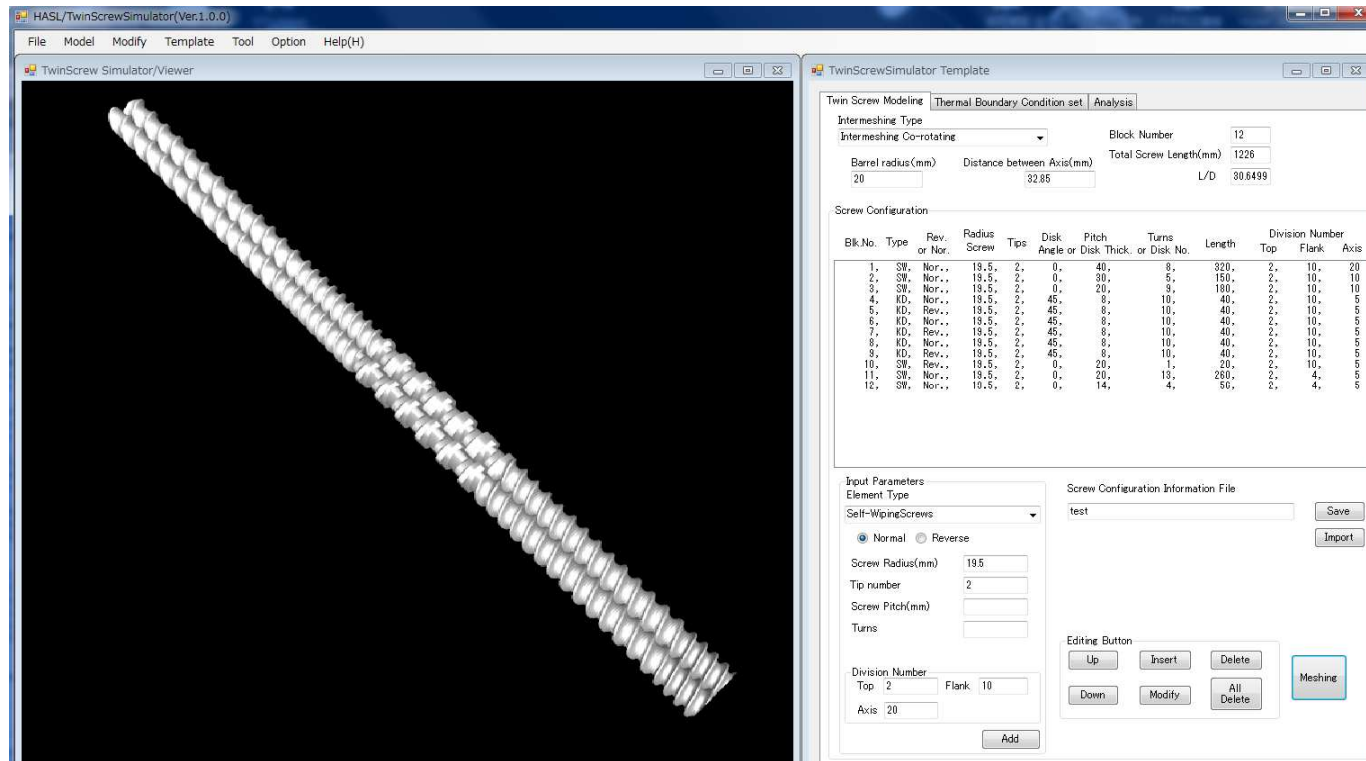 HASL/TwinScrewSimulator(Ver.1.0.0)
File Model Modify Template Tool Option Help(H)
TwinScrew Simulator/Viewer
TwinScrewSimulator Template
Twin Screw Modeling Thermal Boundary Condition set Analysis
Intermeshing Type
Intermeshing Co-rotating
Block Number 12
Total Screw Length(mm) 1226
L/D 30.6499
Barrel radius(mm) Distance between Axis(mm)
20 32.85
Screw Configuration
Blk.No. Type Rev. or Nor. Radius Screw Tips Disk Angle Pitch or Disk Thick. Turns or Disk No. Length Division Number Top Flank Axis
1, SW, Nor., 19.5, 2, 0, 40, 8, 320, 2, 10, 20
2, SW, Nor., 19.5, 2, 0, 30, 5, 150, 2, 10, 10
3, SW, Nor., 19.5, 2, 0, 20, 9, 180, 2, 10, 10
4, KD, Nor., 19.5, 2, 45, 8, 10, 40, 2, 10, 5
5, KD, Rev., 19.5, 2, 45, 8, 10, 40, 2, 10, 5
6, KD, Nor., 19.5, 2, 45, 8, 10, 40, 2, 10, 5
7, KD, Rev., 19.5, 2, 45, 8, 10, 40, 2, 10, 5
8, KD, Nor., 19.5, 2, 45, 8, 10, 40, 2, 10, 5
9, KD, Rev., 19.5, 2, 45, 8, 10, 40, 2, 10, 5
10, SW, Rev., 19.5, 2, 0, 20, 1, 20, 2, 10, 5
11, SW, Nor., 19.5, 2, 0, 20, 13, 260, 2, 4, 5
12, SW, Nor., 19.5, 2, 0, 14, 4, 56, 2, 4, 5
Input Parameters
Element Type
Self-WipingScrews
Normal Reverse
Screw Radius(mm) 19.5
Tip number 2
Screw Pitch(mm)
Turns
Division Number
Top 2 Flank 10
Axis 20
Add
Screw Configuration Information File
test
Save
Import
Editing Button
Up Insert Delete
Down Modify All Delete
Meshing